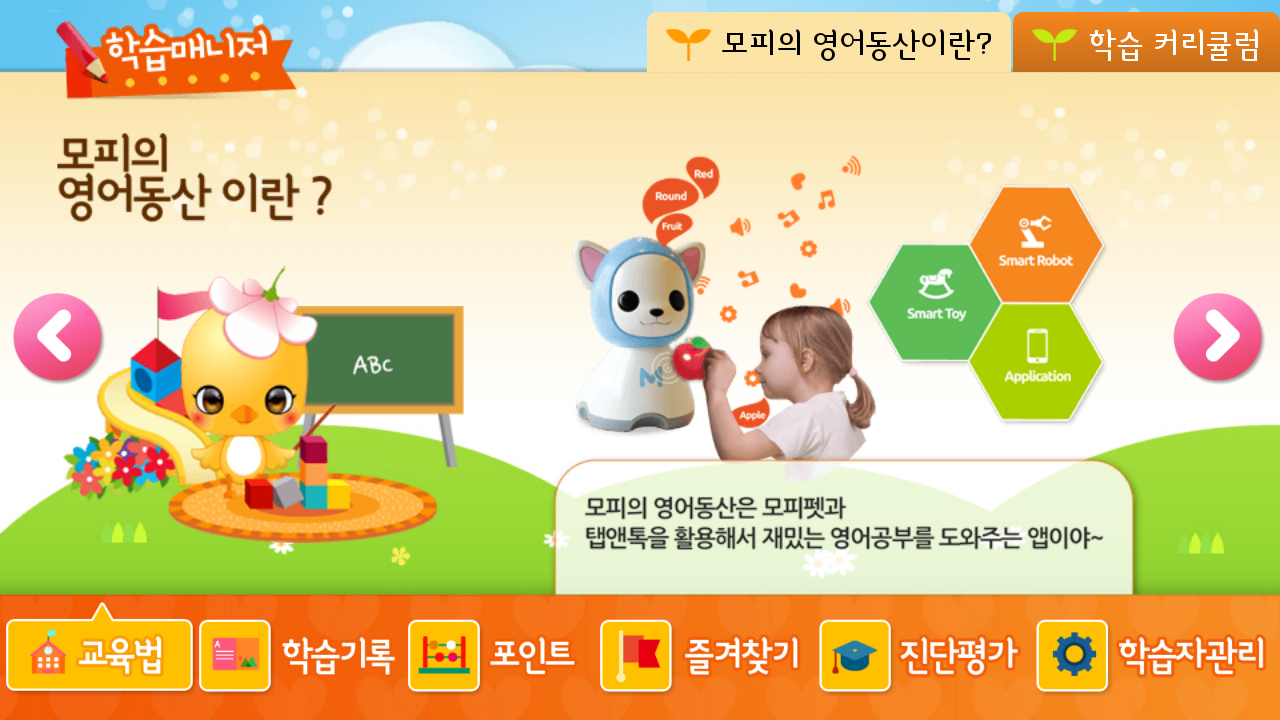 학습매니저
모피의 영어동산이란?
학습 커리큘럼
모피의
영어동산 이란 ?
Red
Round
Fruit
Apple
ABC
Smart Robot
Smart Toy
Application
모피의 영어동산은 모피펫과
탭앤톡을 활용해서 재밌는 영어공부를 도와주는 앱이야~
교육법
학습기록
포인트
즐겨찾기
진단평가
학습자관리